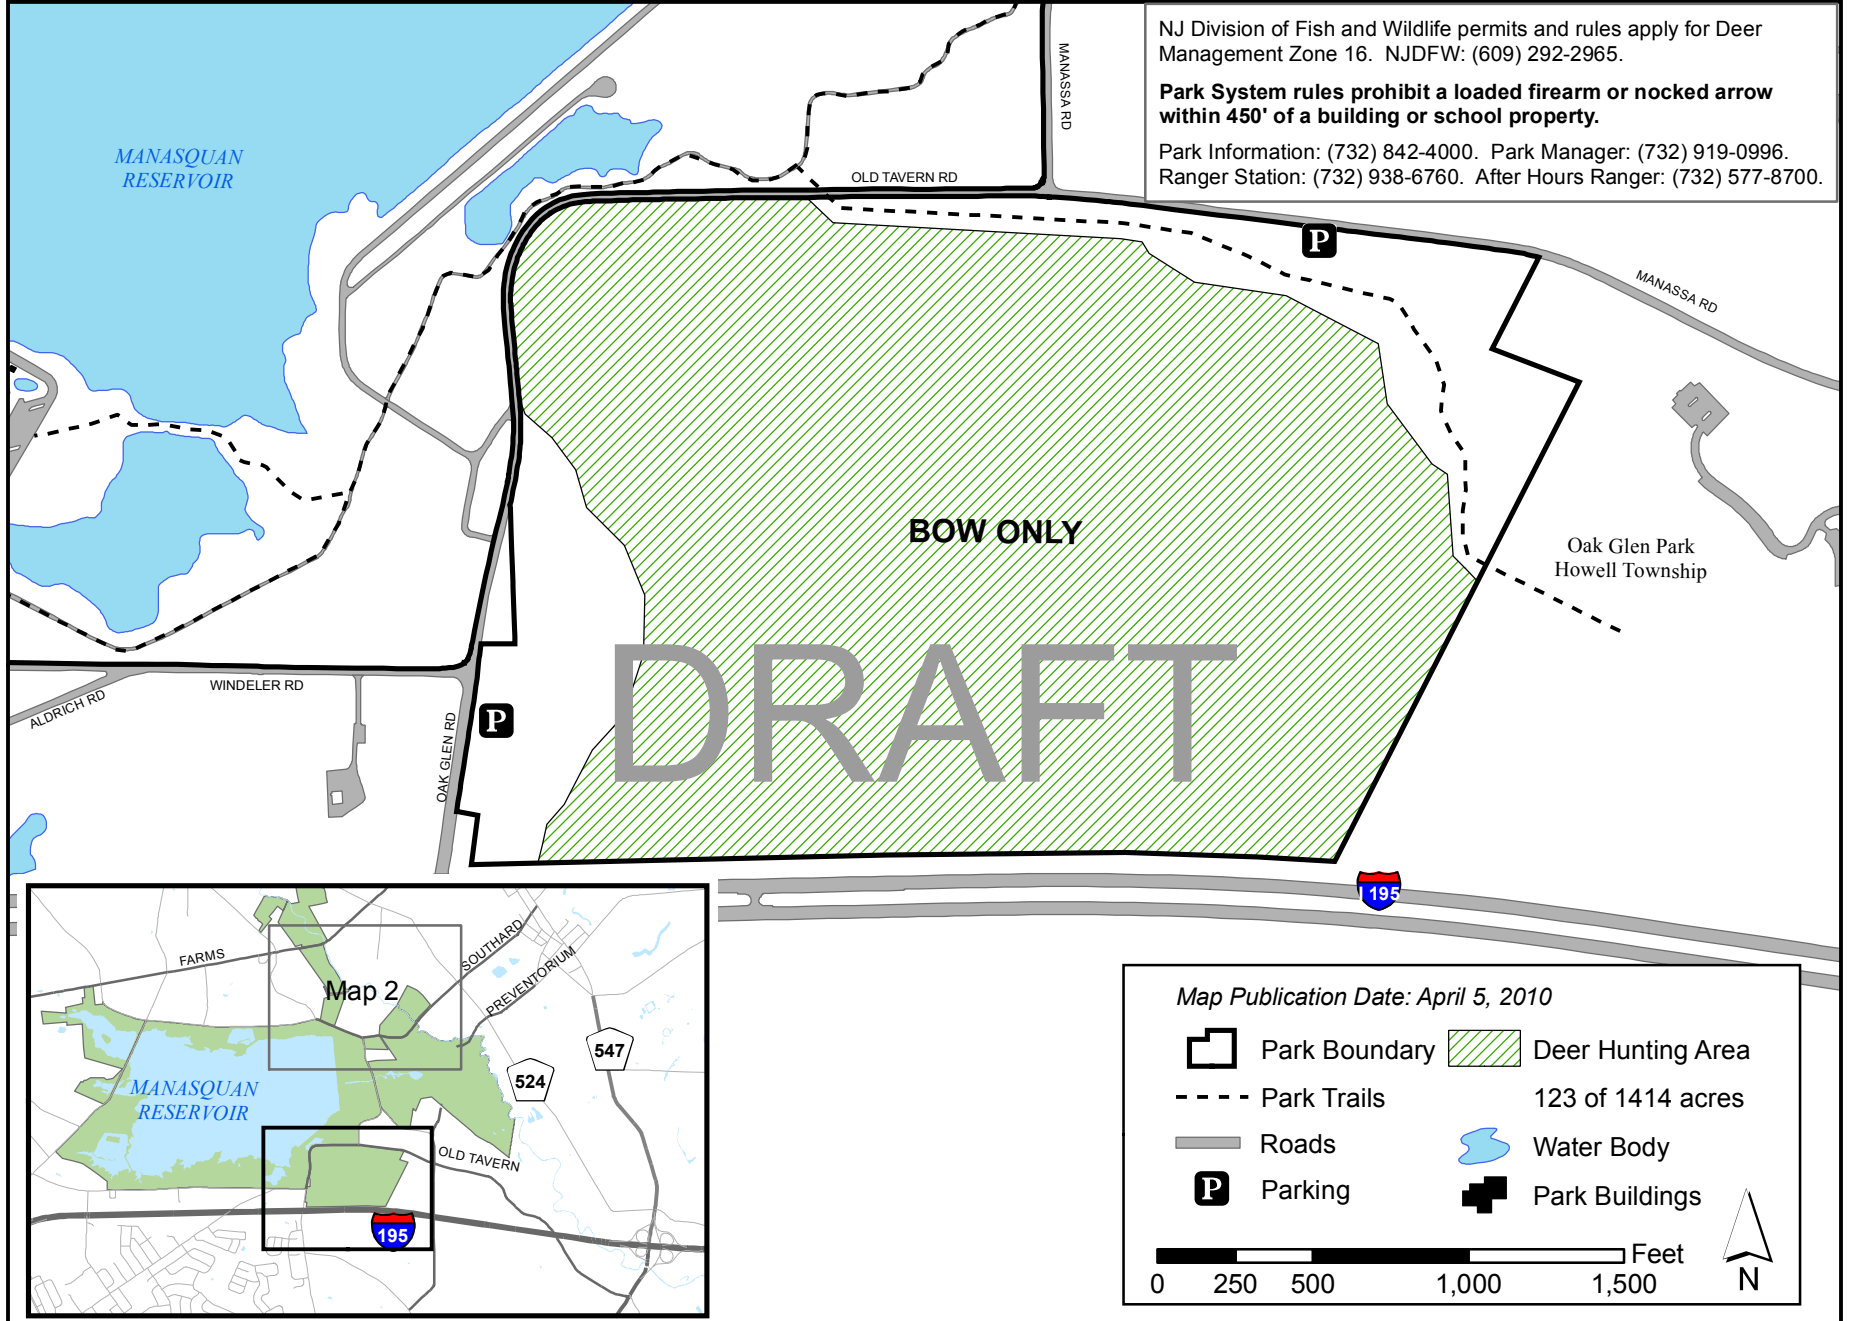 NJ Division of Fish and Wildlife permits and rules apply for Deer
Management Zone 16.  NJDFW: (609) 292-2965.
Park System rules prohibit a loaded firearm or nocked arrow
within 450' of a building or school property.
Park Information: (732) 842-4000.  Park Manager: (732) 919-0996.
Ranger Station: (732) 938-6760.  After Hours Ranger: (732) 577-8700.
MANASSA RD
MANASQUAN
RESERVOIR
OLD TAVERN RD
P
MANASSA RD
BOW ONLY
Oak Glen Park
Howell Township
DRAFT
WINDELER RD
ALDRICH RD
OAK GLEN RD
P
I 195
FARMS
SOUTHARD
PREVENTORIUM
Map 2
547
524
MANASQUAN
RESERVOIR
OLD TAVERN
195
Map Publication Date: April 5, 2010
Park Boundary
Deer Hunting Area
Park Trails
123 of 1414 acres
Roads
Water Body
P
Parking
Park Buildings
Feet
0 250 500 1,000 1,500
N